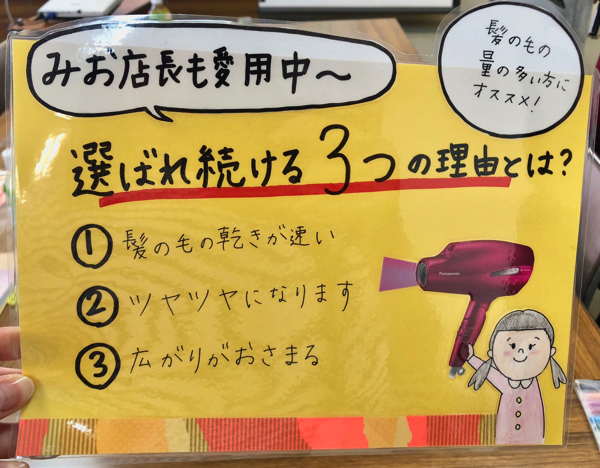 みお店長も愛用中〜
髪の毛の
量の多い方に
オススメ!
選ばれ続ける3つの理由とは?
① 髪の毛の乾きが速い
② ツヤツヤになります
③ 広がりがおさまる
Panasonic